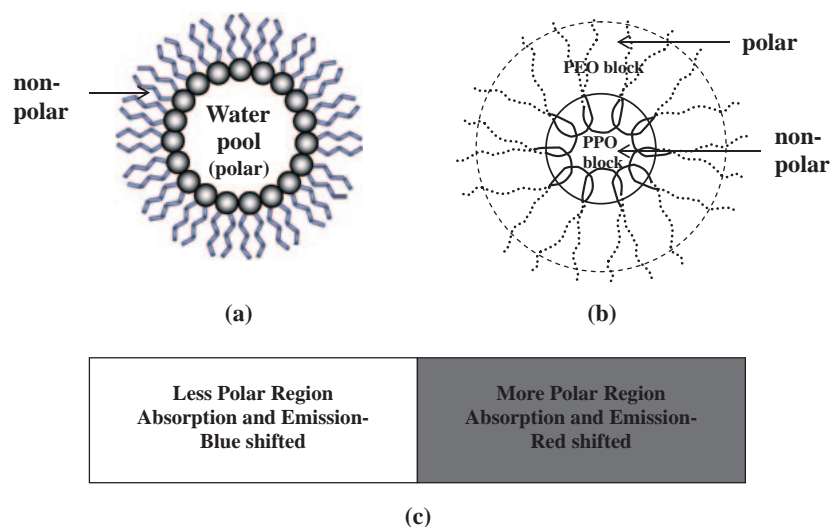 non-
polar
Water
pool
(polar)
(a)
polar
PEO block
PPO
block
non-
polar
(b)
Less Polar Region
Absorption and Emission-
Blue shifted
More Polar Region
Absorption and Emission-
Red shifted
(c)